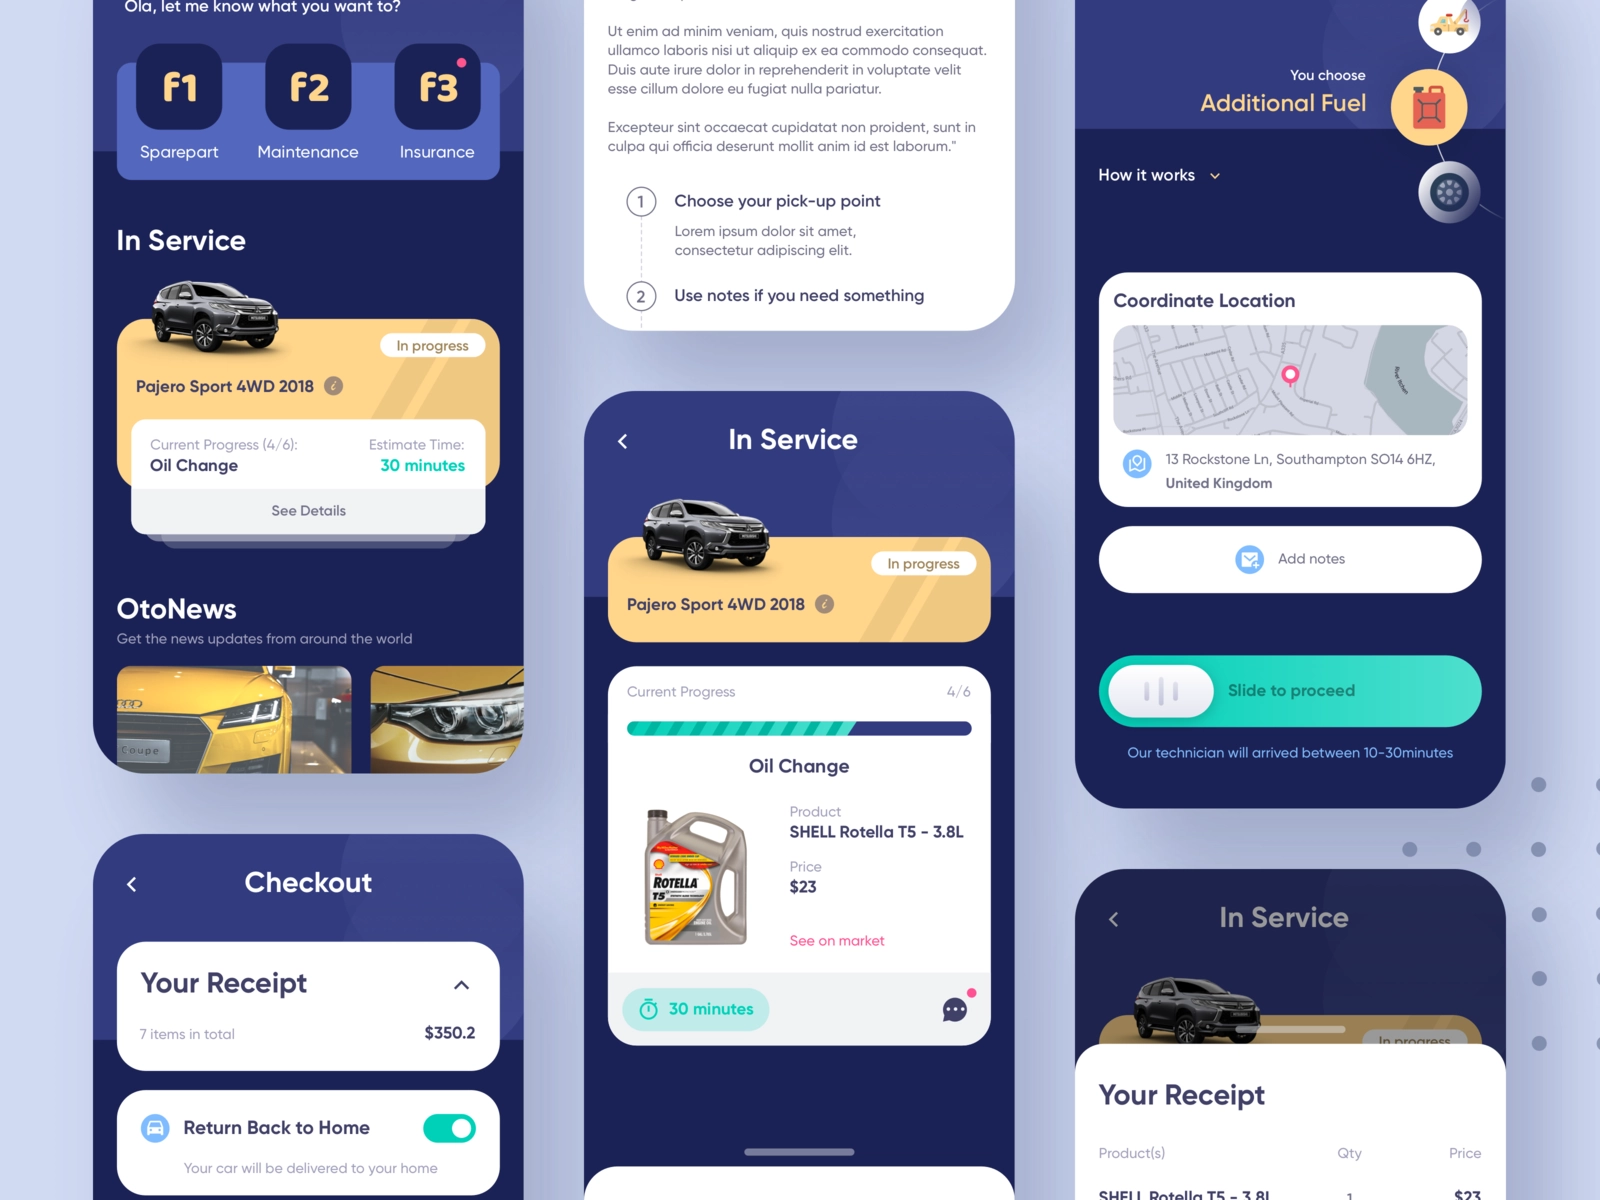 Ola, let me know what you want to?
f1
f2
f3
Sparepart
Maintenance
Insurance
In Service
In progress
Pajero Sport 4WD 2018
i
Current Progress (4/6):
Estimate Time:
Oil Change
30 minutes
See Details
OtoNews
Get the news updates from around the world
Coupe
Checkout
Your Receipt
7 items in total
$350.2
Return Back to Home
Your car will be delivered to your home
Ut enim ad minim veniam, quis nostrud exercitation
ullamco laboris nisi ut aliquip ex ea commodo consequat.
Duis aute irure dolor in reprehenderit in voluptate velit
esse cillum dolore eu fugiat nulla pariatur.
Excepteur sint occaecat cupidatat non proident, sunt in
culpa qui officia deserunt mollit anim id est laborum."
1
Choose your pick-up point
Lorem ipsum dolor sit amet,
consectetur adipiscing elit.
2
Use notes if you need something
In Service
In progress
Pajero Sport 4WD 2018
i
Current Progress
4/6
Oil Change
ROTELLA
T5
Product
SHELL Rotella T5 - 3.8L
Price
$23
See on market
30 minutes
You choose
Additional Fuel
How it works
Coordinate Location
River Itchen
13 Rockstone Ln, Southampton SO14 6HZ,
United Kingdom
Add notes
Slide to proceed
Our technician will arrived between 10-30minutes
In Service
In progress
Your Receipt
Product(s)
Qty
Price
SHELL Rotella T5 - 3.8L
1
$23